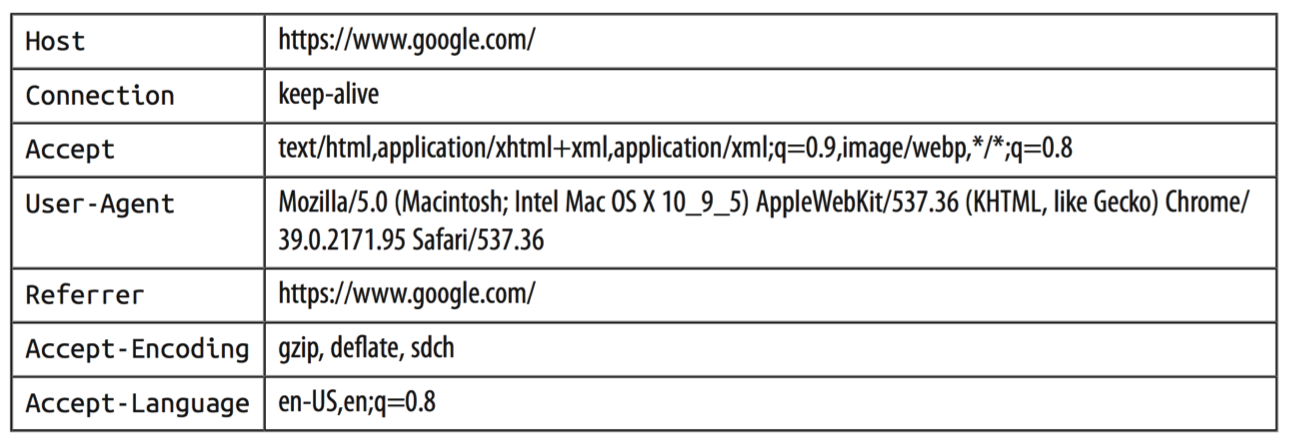 Host https://www.google.com/
Connection keep-alive
Accept text/html,application/xhtml+xml,application/xml;q=0.9,image/webp,*/*;q=0.8
User-Agent Mozilla/5.0 (Macintosh; Intel Mac OS X 10_9_5) AppleWebKit/537.36 (KHTML, like Gecko) Chrome/
39.0.2171.95 Safari/537.36
Referrer https://www.google.com/
Accept-Encoding gzip, deflate, sdch
Accept-Language en-US,en;q=0.8